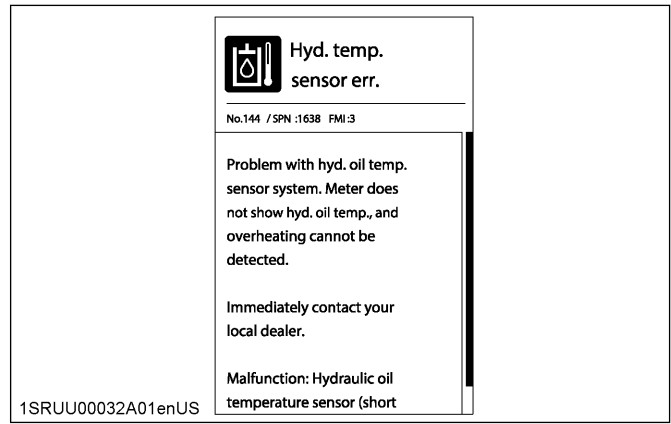 Hyd. temp.
sensor err.
No.144 / SPN :1638 FMI:3
Problem with hyd. oil temp.
sensor system. Meter does
not show hyd. oil temp., and
overheating cannot be
detected.
Immediately contact your
local dealer.
Malfunction: Hydraulic oil
temperature sensor (short
1SRUU00032A01enUS